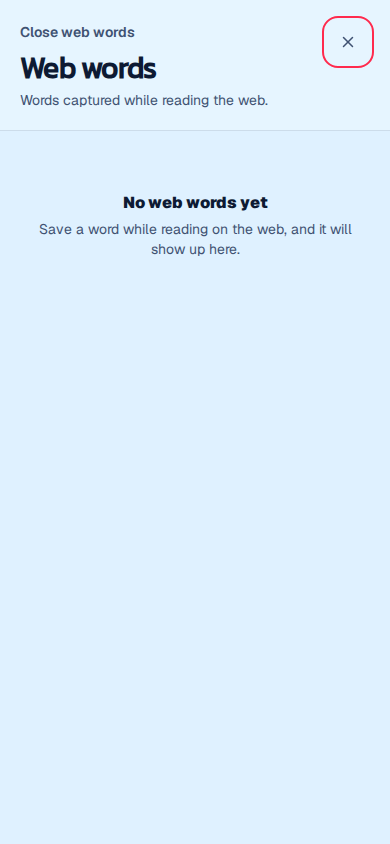 Close web words
Web words
Words captured while reading the web.
No web words yet
Save a word while reading on the web, and it will
show up here.